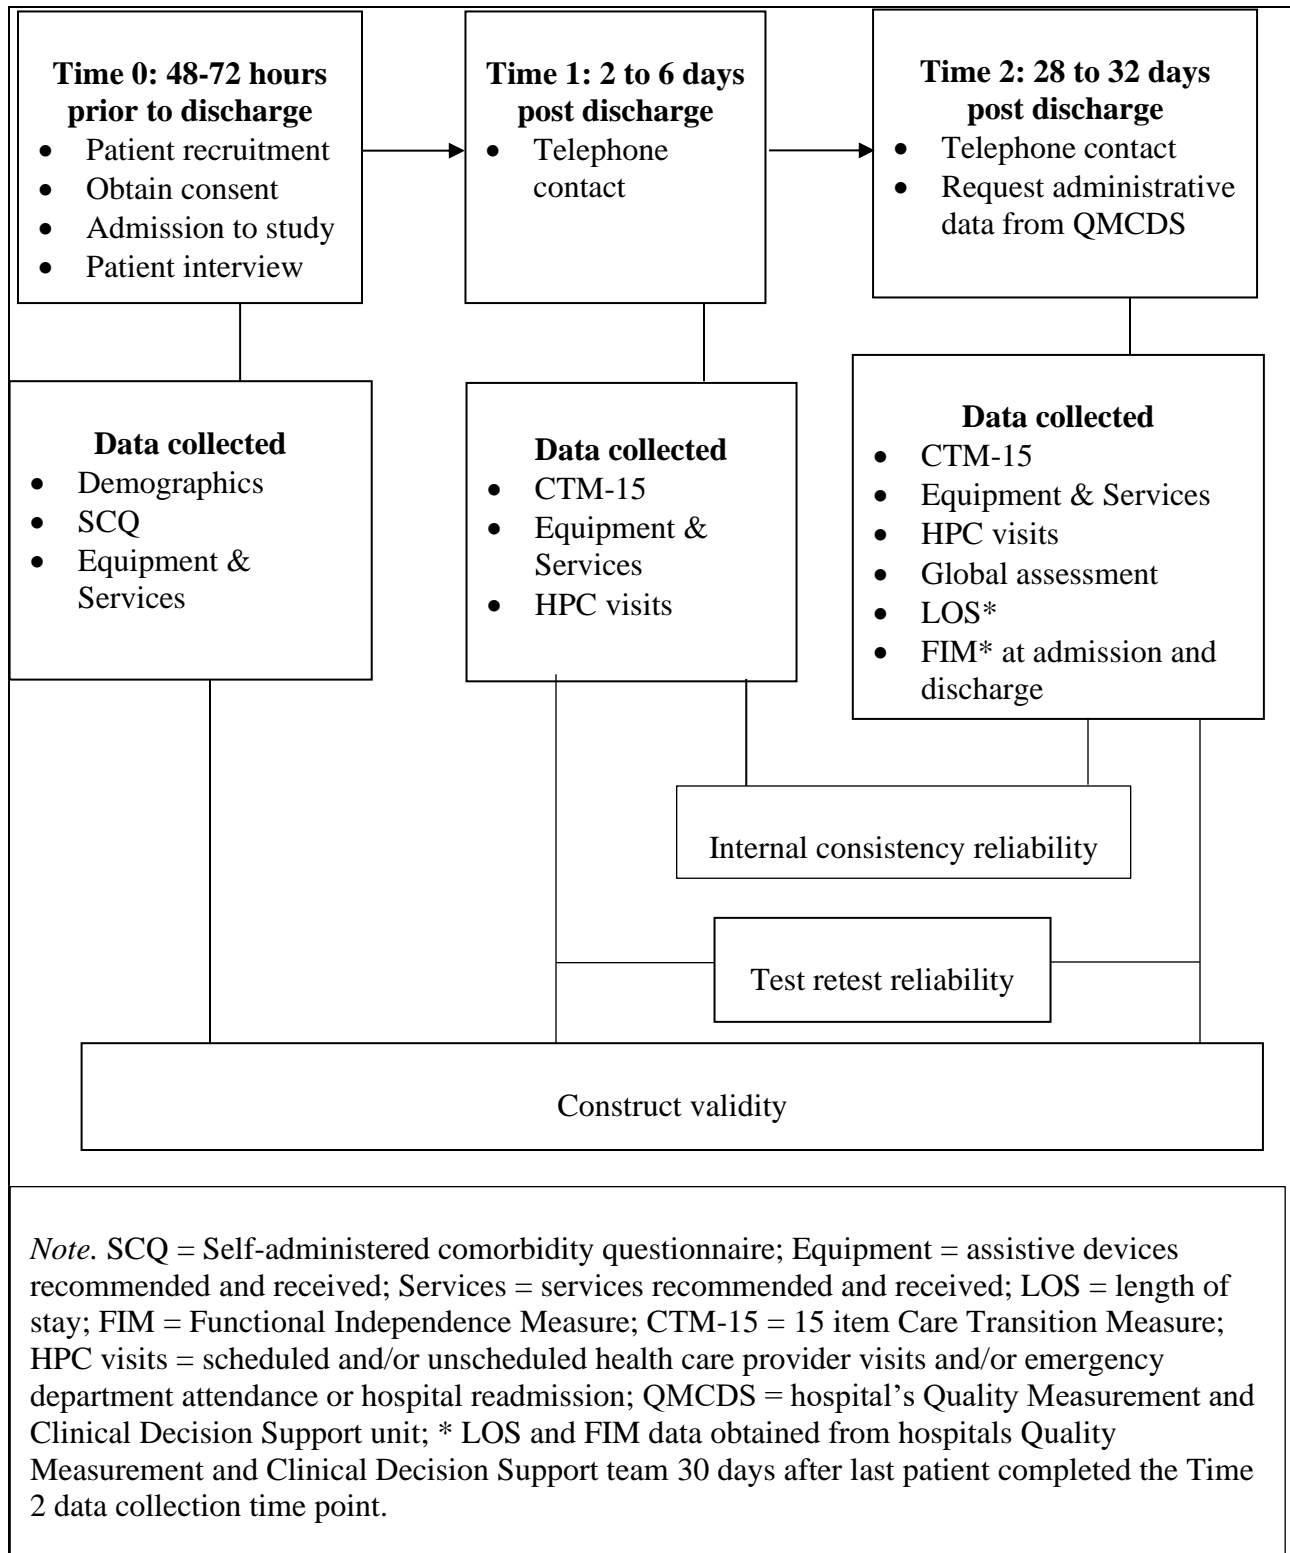 Time 0: 48-72 hours
prior to discharge
• Patient recruitment
• Obtain consent
• Admission to study
• Patient interview
Time 1: 2 to 6 days
post discharge
• Telephone
contact
Time 2: 28 to 32 days
post discharge
• Telephone contact
• Request administrative
data from QMCDS
Data collected
• Demographics
• SCQ
• Equipment &
Services
Data collected
• CTM-15
• Equipment &
Services
• HPC visits
Data collected
• CTM-15
• Equipment & Services
• HPC visits
• Global assessment
• LOS*
• FIM* at admission and
discharge
Internal consistency reliability
Test retest reliability
Construct validity
Note. SCQ = Self-administered comorbidity questionnaire; Equipment = assistive devices
recommended and received; Services = services recommended and received; LOS = length of
stay; FIM = Functional Independence Measure; CTM-15 = 15 item Care Transition Measure;
HPC visits = scheduled and/or unscheduled health care provider visits and/or emergency
department attendance or hospital readmission; QMCDS = hospital’s Quality Measurement and
Clinical Decision Support unit; * LOS and FIM data obtained from hospitals Quality
Measurement and Clinical Decision Support team 30 days after last patient completed the Time
2 data collection time point.